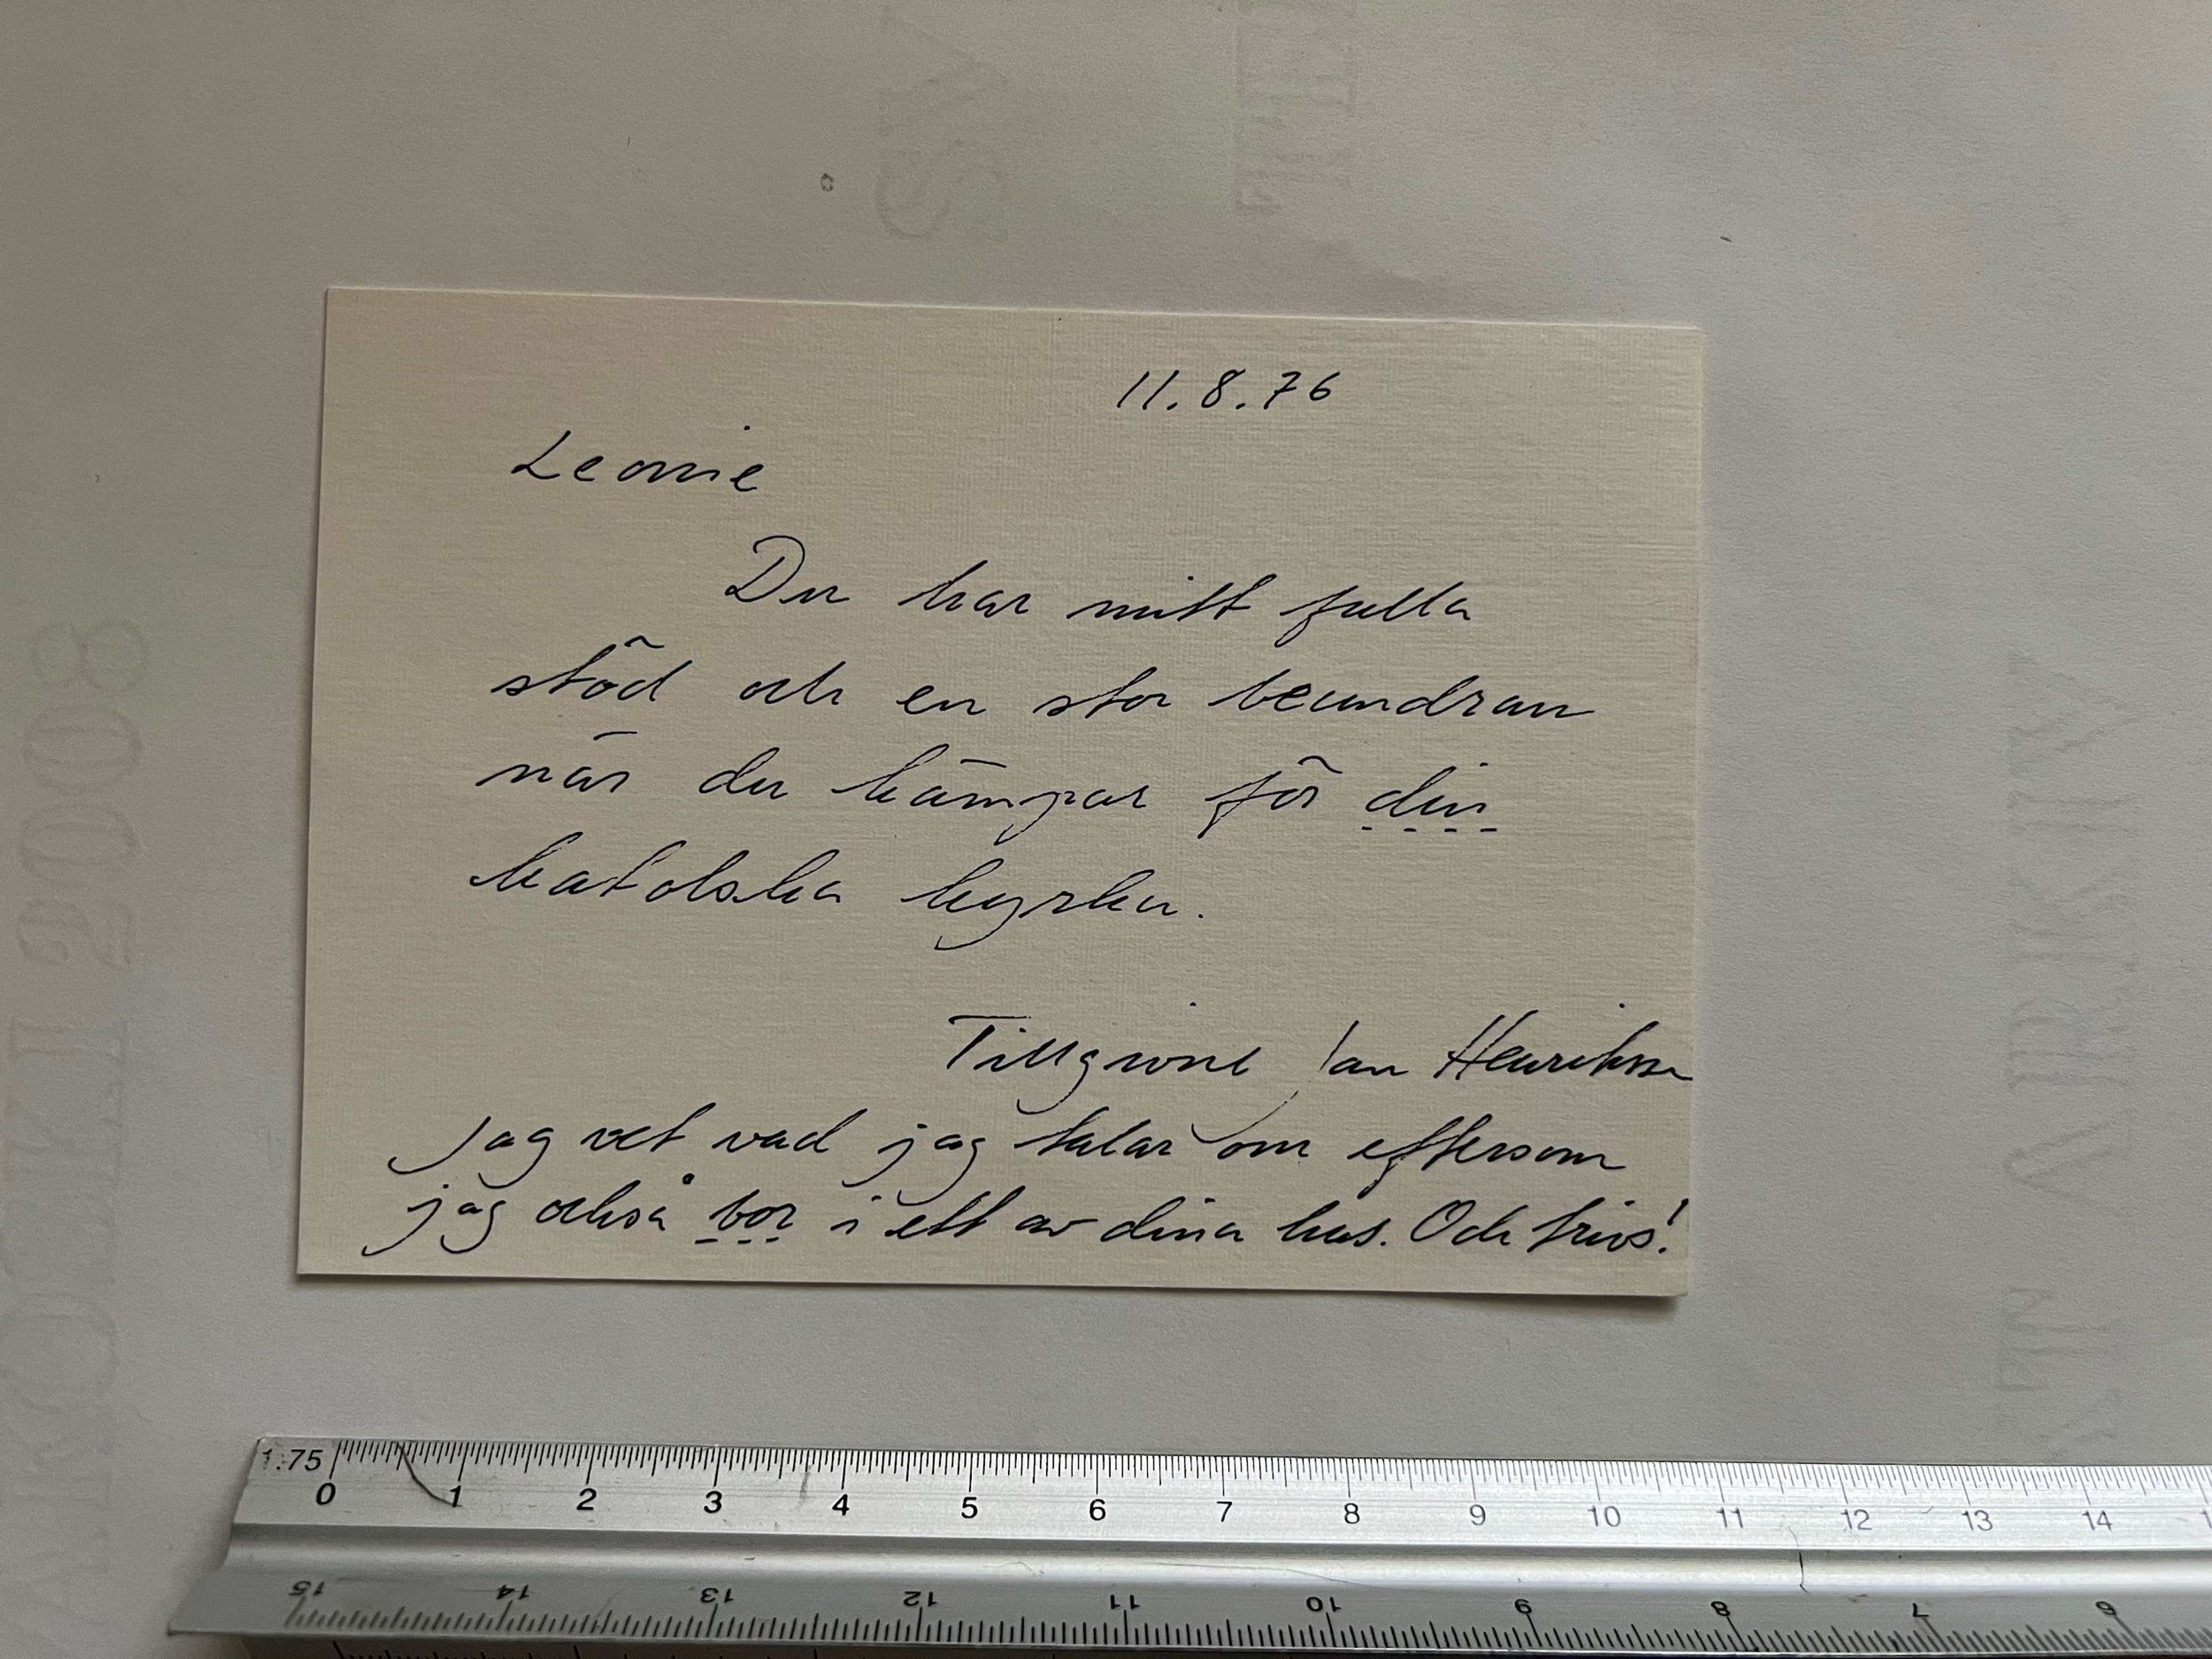 11.8.76
Leonie
Du har mitt fulla
stöd och en stor beundran
när du kämpar för din
katolska kyrka.
Tillgivne Jan Henriksson
Jag vet vad jag talar om eftersom
jag också bor i ett av dina hus. Och trivs!
1:75
0 1 2 3 4 5 6 7 8 9 10 11 12 13 14
15 14 13 12 11 10 9 8 7 6